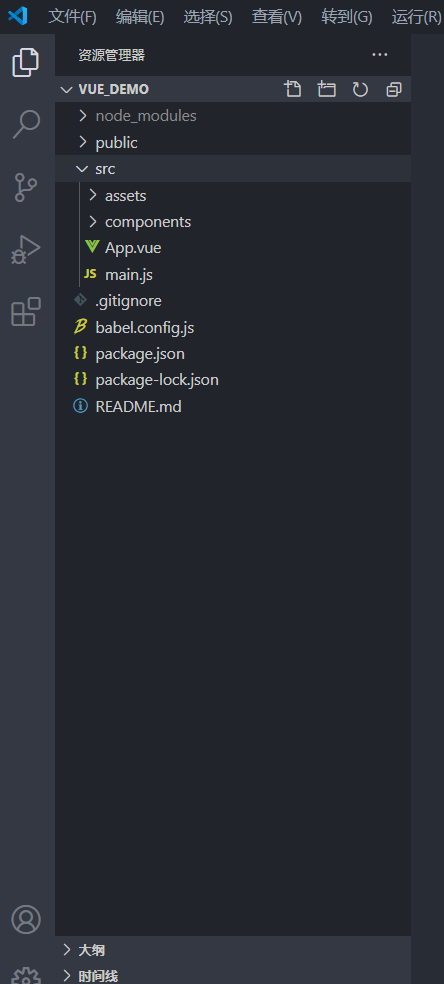 文件(F) 编辑(E) 选择(S) 查看(V) 转到(G) 运行(R)
资源管理器
VUE_DEMO
node_modules
public
src
assets
components
App.vue
JS main.js
.gitignore
babel.config.js
{} package.json
{} package-lock.json
README.md
大纲
时间线